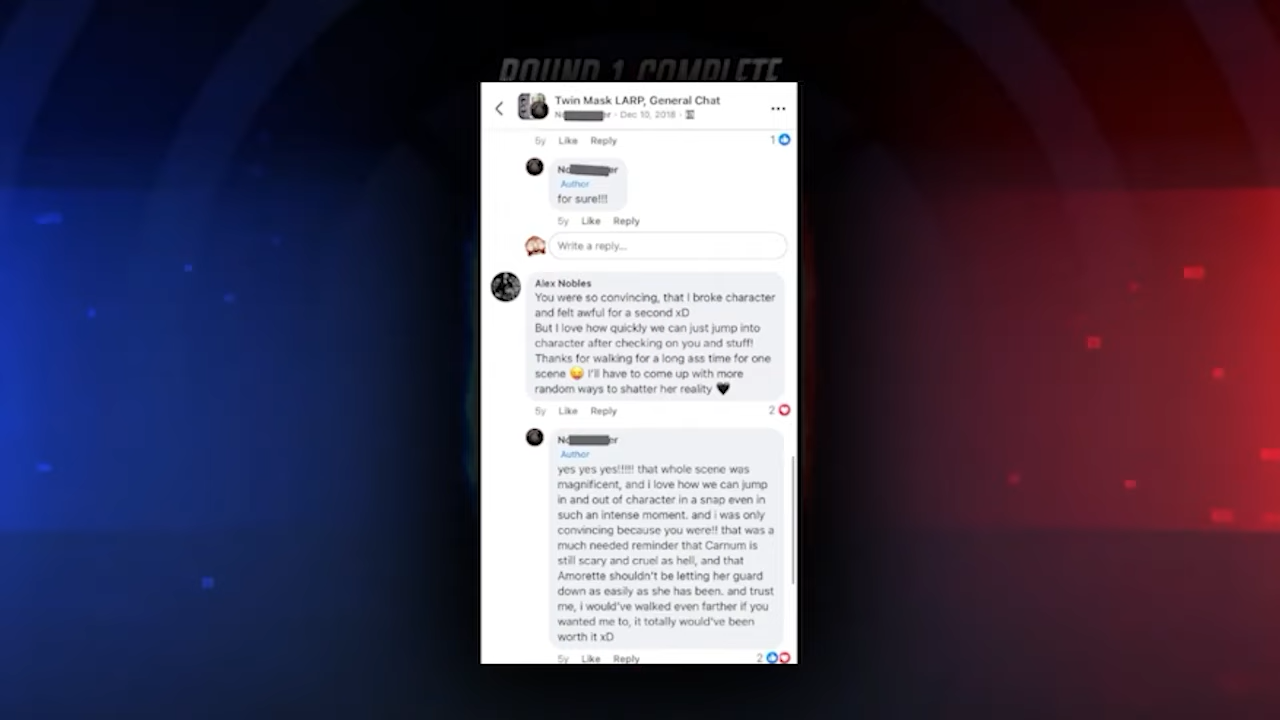 ROUND 1 COMPLETE
Twin Mask LARP, General Chat
N er · Dec 10, 2018 ·
5y Like Reply 1
No er
Author
for sure!!!
5y Like Reply
Write a reply...
Alex Nobles
You were so convincing, that I broke character
and felt awful for a second xD
But I love how quickly we can just jump into
character after checking on you and stuff!
Thanks for walking for a long ass time for one
scene 😝 I'll have to come up with more
random ways to shatter her reality 🖤
5y Like Reply 2
No er
Author
yes yes yes!!!!! that whole scene was
magnificent, and i love how we can jump
in and out of character in a snap even in
such an intense moment. and i was only
convincing because you were!! that was a
much needed reminder that Carnum is
still scary and cruel as hell, and that
Amorette shouldn't be letting her guard
down as easily as she has been. and trust
me, i would've walked even farther if you
wanted me to, it totally would've been
worth it xD
5y Like Reply 2